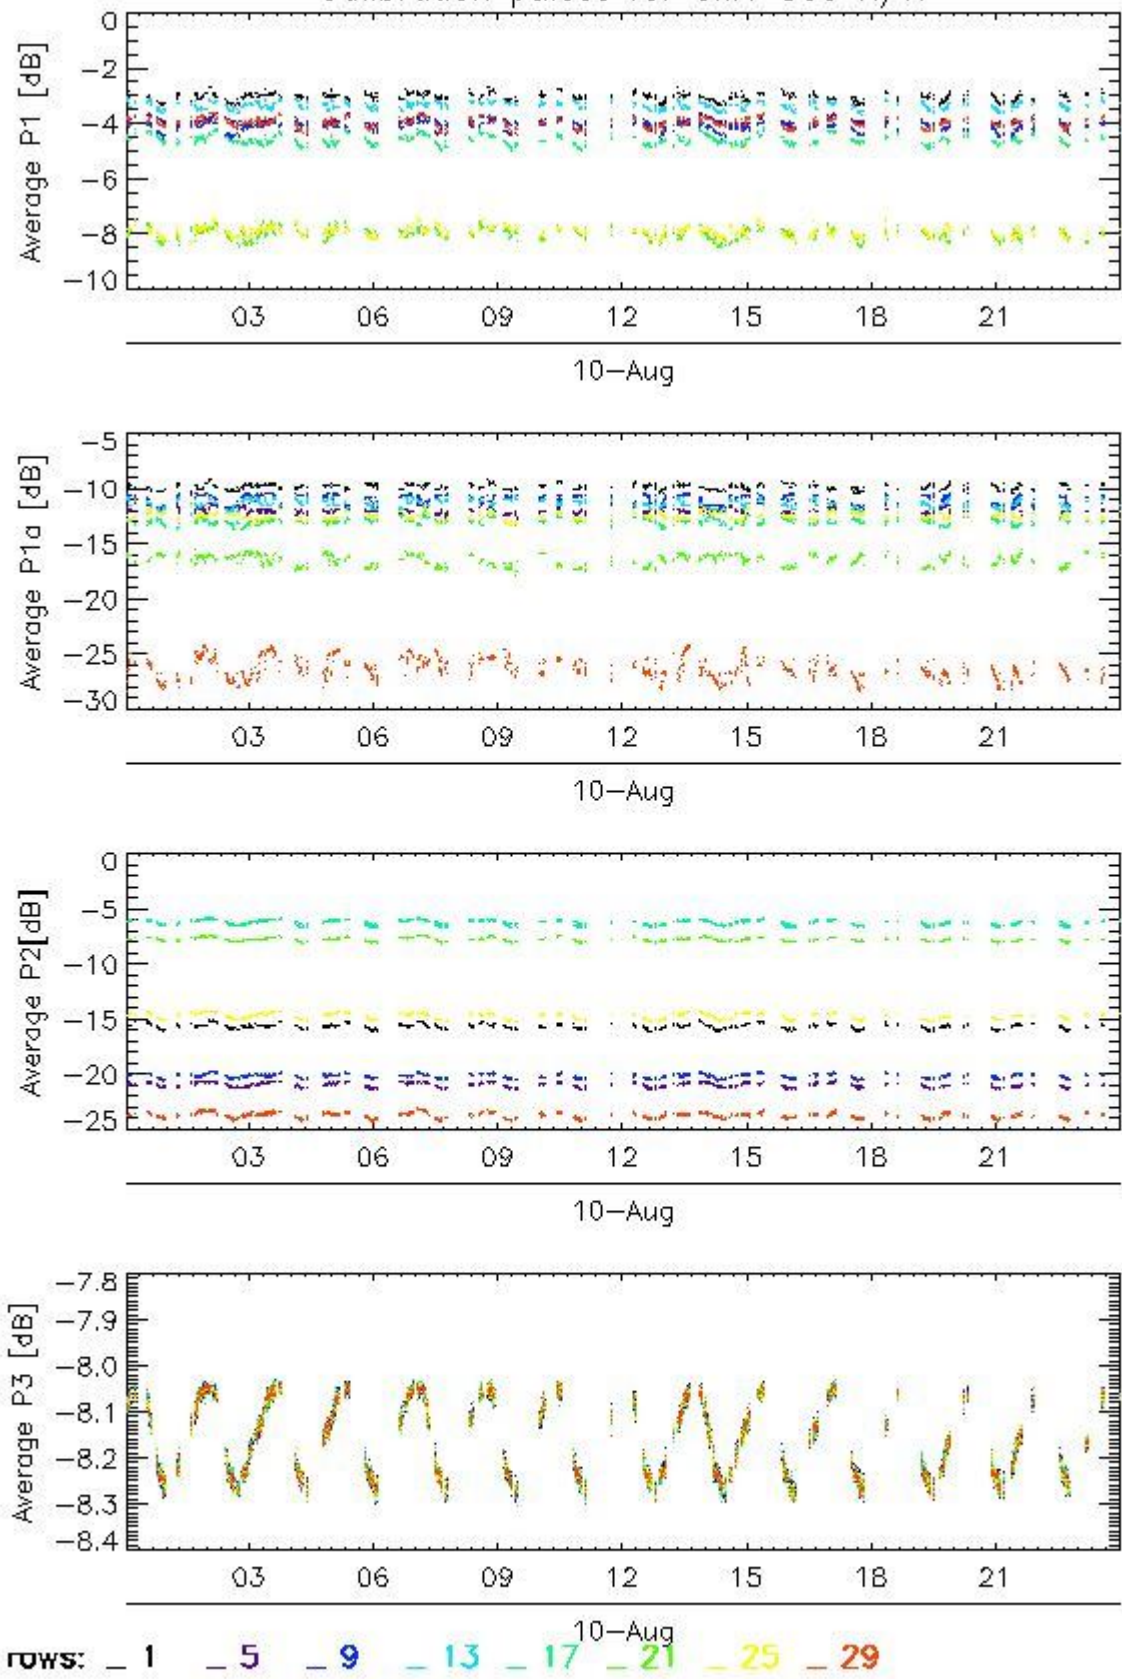 0
−2
−4
−6
−8
−10
Average P1 [dB]
03 06 09 12 15 18 21
10−Aug
−5
−10
−15
−20
−25
−30
Average P1a [dB]
03 06 09 12 15 18 21
10−Aug
0
−5
−10
−15
−20
−25
Average P2[dB]
03 06 09 12 15 18 21
10−Aug
−7.8
−7.9
−8.0
−8.1
−8.2
−8.3
−8.4
Average P3 [dB]
03 06 09 12 15 18 21
10−Aug
rows: _ 1 _ 5 _ 9 _ 13 _ 17 _ 21 _ 25 _ 29